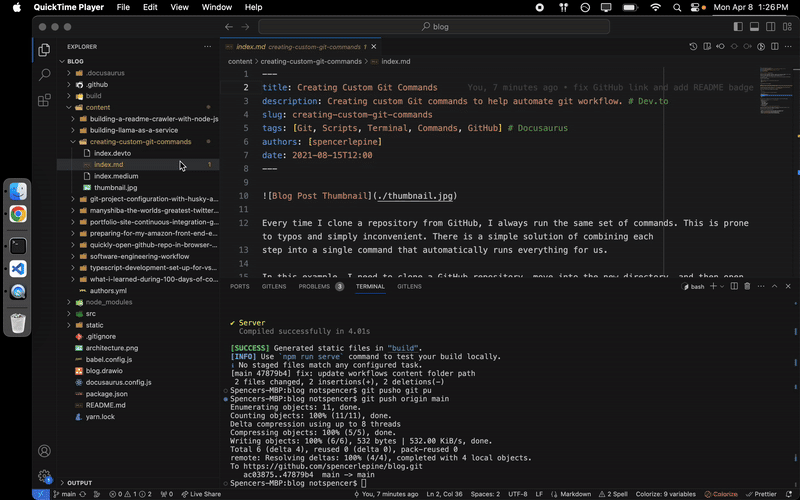 QuickTime Player File Edit View Window Help
Mon Apr 8 1:26 PM
blog
EXPLORER
BLOG
.docusaurus
.github
build
content
building-a-readme-crawler-with-node-js
building-llama-as-a-service
creating-custom-git-commands
index.devto
index.md 1
index.medium
thumbnail.jpg
git-project-configuration-with-husky-a...
manyshiba-the-worlds-greatest-twitter...
portfolio-site-continuous-integration-g...
preparing-for-my-amazon-front-end-e...
quickly-open-github-repo-in-browser-...
software-engineering-workflow
typescript-development-set-up-for-vs...
what-i-learned-during-100-days-of-co...
authors.yml
node_modules
src
static
.gitignore
architecture.png
babel.config.js
blog.drawio
docusaurus.config.js
package.json
README.md
yarn.lock
OUTPUT
index.md creating-custom-git-commands 1
content > creating-custom-git-commands > index.md
1 ---
2 title: Creating Custom Git Commands You, 7 minutes ago • fix GitHub link and add README badge
3 description: Creating custom Git commands to help automate git workflow. # Dev.to
4 slug: creating-custom-git-commands
5 tags: [Git, Scripts, Terminal, Commands, GitHub] # Docusaurus
6 authors: [spencerlepine]
7 date: 2021-08-15T12:00
8 ---
9
10 ![Blog Post Thumbnail](./thumbnail.jpg)
11
12 Every time I clone a repository from GitHub, I always run the same set of commands. This is prone
to typos and simply inconvenient. There is a simple solution of combining each
13 step into a single command that automatically runs everything for us.
14
15 In this example, I need to clone a GitHub repository, move into the new directory, and then open
PORTS GITLENS PROBLEMS 3 TERMINAL GITLENS
bash
✔ Server
Compiled successfully in 4.01s
[SUCCESS] Generated static files in "build".
[INFO] Use `npm run serve` command to test your build locally.
↓ No staged files match any configured task.
[main 47879b4] fix: update workflows content folder path
2 files changed, 2 insertions(+), 2 deletions(-)
Spencers-MBP:blog notspencer$ git pusho git pu
Spencers-MBP:blog notspencer$ git push origin main
Enumerating objects: 11, done.
Counting objects: 100% (11/11), done.
Delta compression using up to 8 threads
Compressing objects: 100% (5/5), done.
Writing objects: 100% (6/6), 532 bytes | 532.00 KiB/s, done.
Total 6 (delta 4), reused 0 (delta 0), pack-reused 0
remote: Resolving deltas: 100% (4/4), completed with 4 local objects.
To https://github.com/spencerlepine/blog.git
ac03875..47879b4 main -> main
Spencers-MBP:blog notspencer$
main 0 1 2 0 Live Share You, 7 minutes ago Ln 2, Col 36 Spaces: 2 UTF-8 LF Markdown 2 Spell Colorize: 9 variables Colorize Prettier